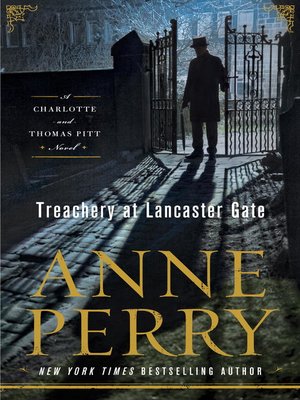 A
CHARLOTTE
and
THOMAS PITT
Novel
Treachery at Lancaster Gate
ANNE
PERRY
NEW YORK TIMES BESTSELLING AUTHOR